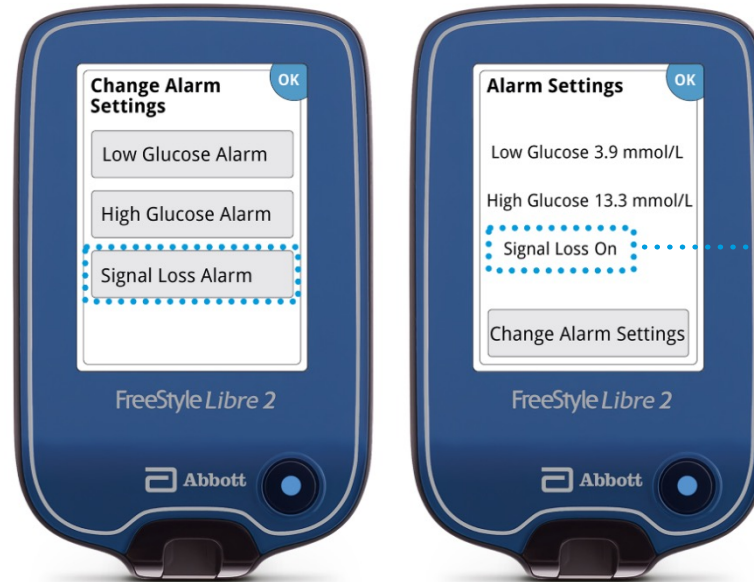 Change Alarm
Settings
OK
Low Glucose Alarm
High Glucose Alarm
Signal Loss Alarm
FreeStyle Libre 2
Abbott
Alarm Settings
OK
Low Glucose 3.9 mmol/L
High Glucose 13.3 mmol/L
Signal Loss On
Change Alarm Settings
FreeStyle Libre 2
Abbott